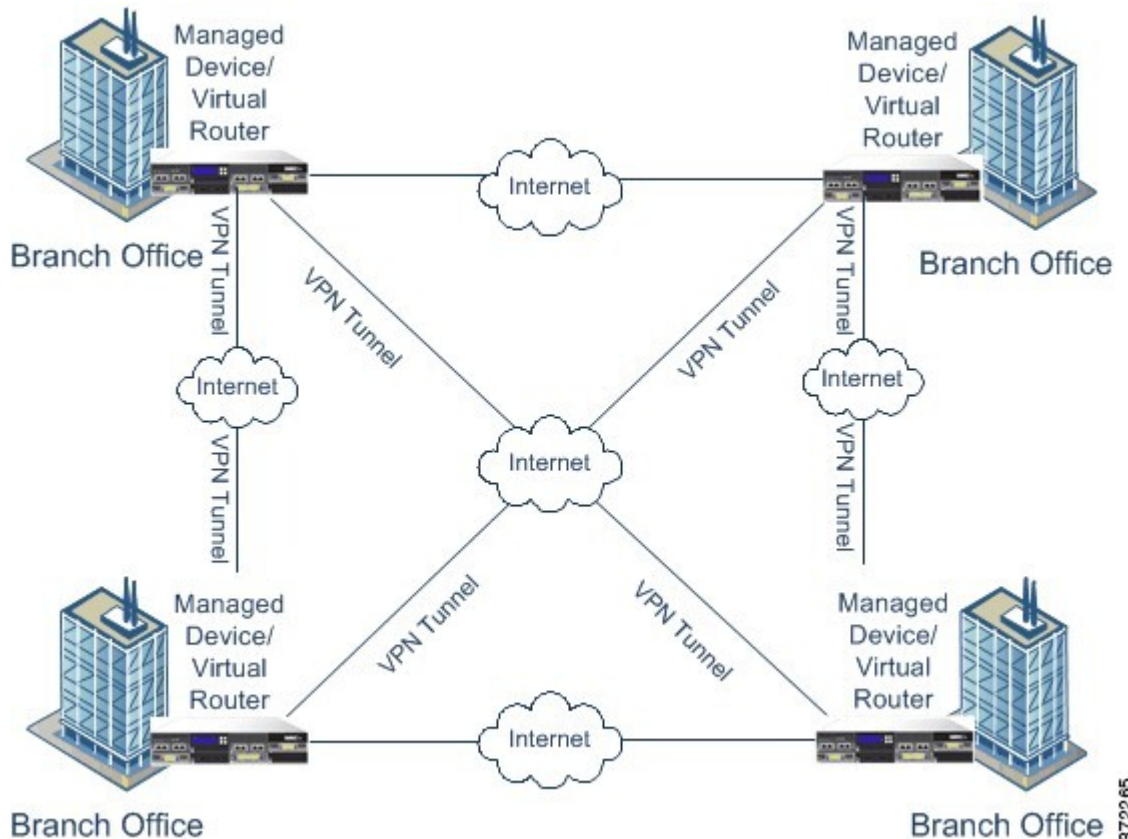 Managed
Device/
Virtual
Router
Managed
Device/
Virtual
Router
Internet
Branch Office
Branch Office
VPN Tunnel
VPN Tunnel
VPN Tunnel
VPN Tunnel
Internet
Internet
Internet
VPN Tunnel
VPN Tunnel
VPN Tunnel
VPN Tunnel
Managed
Device/
Virtual
Router
Managed
Device/
Virtual
Router
Internet
Branch Office
Branch Office
372265